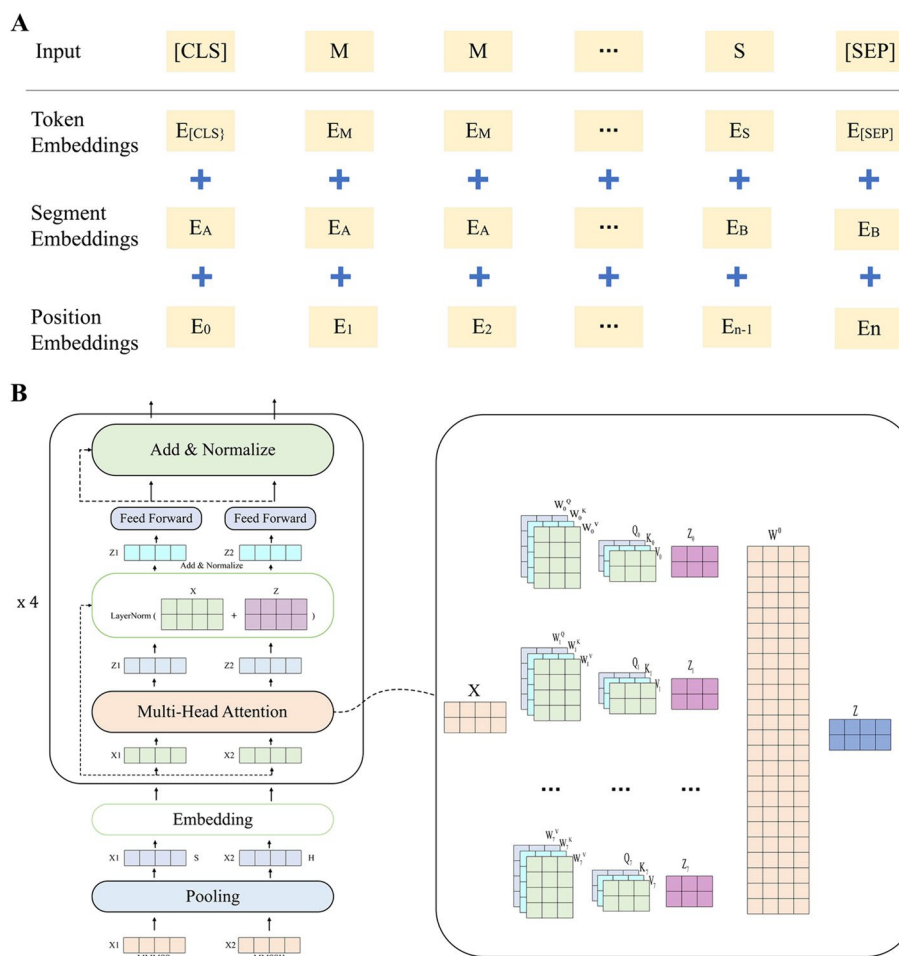 A
Input [CLS] M M ... S [SEP]
Token
Embeddings
E[CLS} EM EM ... ES E[SEP]
+ + + + + +
Segment
Embeddings
EA EA EA ... EB EB
+ + + + + +
Position
Embeddings
E0 E1 E2 ... En-1 En
B
x 4
Add & Normalize
Feed Forward Feed Forward
Z1 Z2
Add & Normalize
X Z
LayerNorm ( + )
Z1 Z2
Multi-Head Attention
X1 X2
Embedding
X1 S X2 H
Pooling
X1 X2
X
W0Q
W0K
W0V
Q0
K0
V0
Z0
W1Q
W1K
W1V
Q1
K1
V1
Z1
... ... ...
W7V
W7K
W7V
Q7
K7
V7
Z7
W0
Z